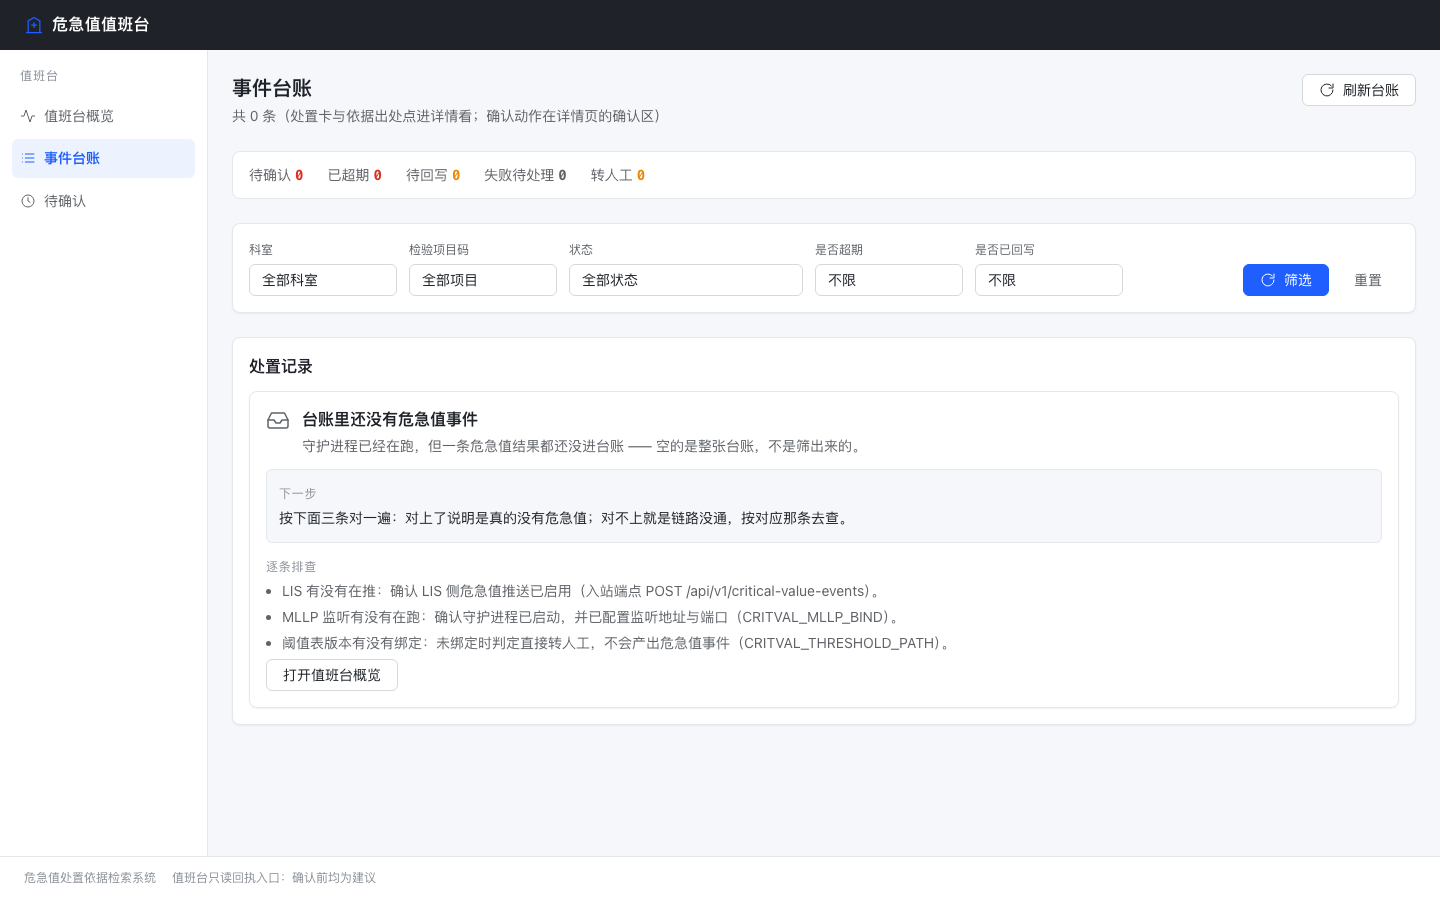 危急值值班台
值班台
值班台概览
事件台账
待确认
事件台账
共 0 条（处置卡与依据出处点进详情看；确认动作在详情页的确认区）
刷新台账
待确认 0 已超期 0 待回写 0 失败待处理 0 转人工 0
科室 检验项目码 状态 是否超期 是否已回写
全部科室 全部项目 全部状态 不限 不限 筛选 重置
处置记录
台账里还没有危急值事件
守护进程已经在跑，但一条危急值结果都还没进台账 —— 空的是整张台账，不是筛出来的。
下一步
按下面三条对一遍：对上了说明是真的没有危急值；对不上就是链路没通，按对应那条去查。
逐条排查
• LIS 有没有在推：确认 LIS 侧危急值推送已启用（入站端点 POST /api/v1/critical-value-events）。
• MLLP 监听有没有在跑：确认守护进程已启动，并已配置监听地址与端口（CRITVAL_MLLP_BIND）。
• 阈值表版本有没有绑定：未绑定时判定直接转人工，不会产出危急值事件（CRITVAL_THRESHOLD_PATH）。
打开值班台概览
危急值处置依据检索系统 值班台只读回执入口：确认前均为建议